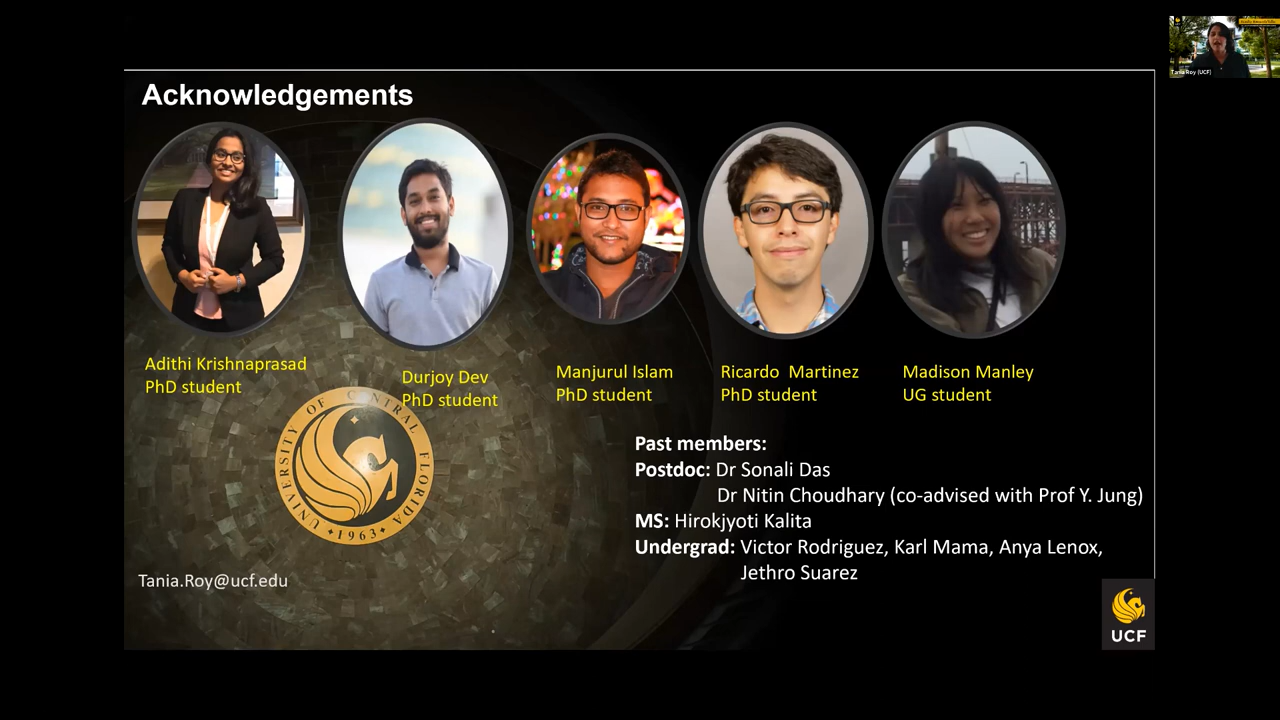 Acknowledgements
Tania Roy (UCF)
Adithi Krishnaprasad
PhD student
Durjoy Dev
PhD student
Manjurul Islam
PhD student
Ricardo Martinez
PhD student
Madison Manley
UG student
UNIVERSITY OF CENTRAL FLORIDA
1963
Past members:
Postdoc: Dr Sonali Das
Dr Nitin Choudhary (co-advised with Prof Y. Jung)
MS: Hirokjyoti Kalita
Undergrad: Victor Rodriguez, Karl Mama, Anya Lenox,
Jethro Suarez
Tania.Roy@ucf.edu
UCF